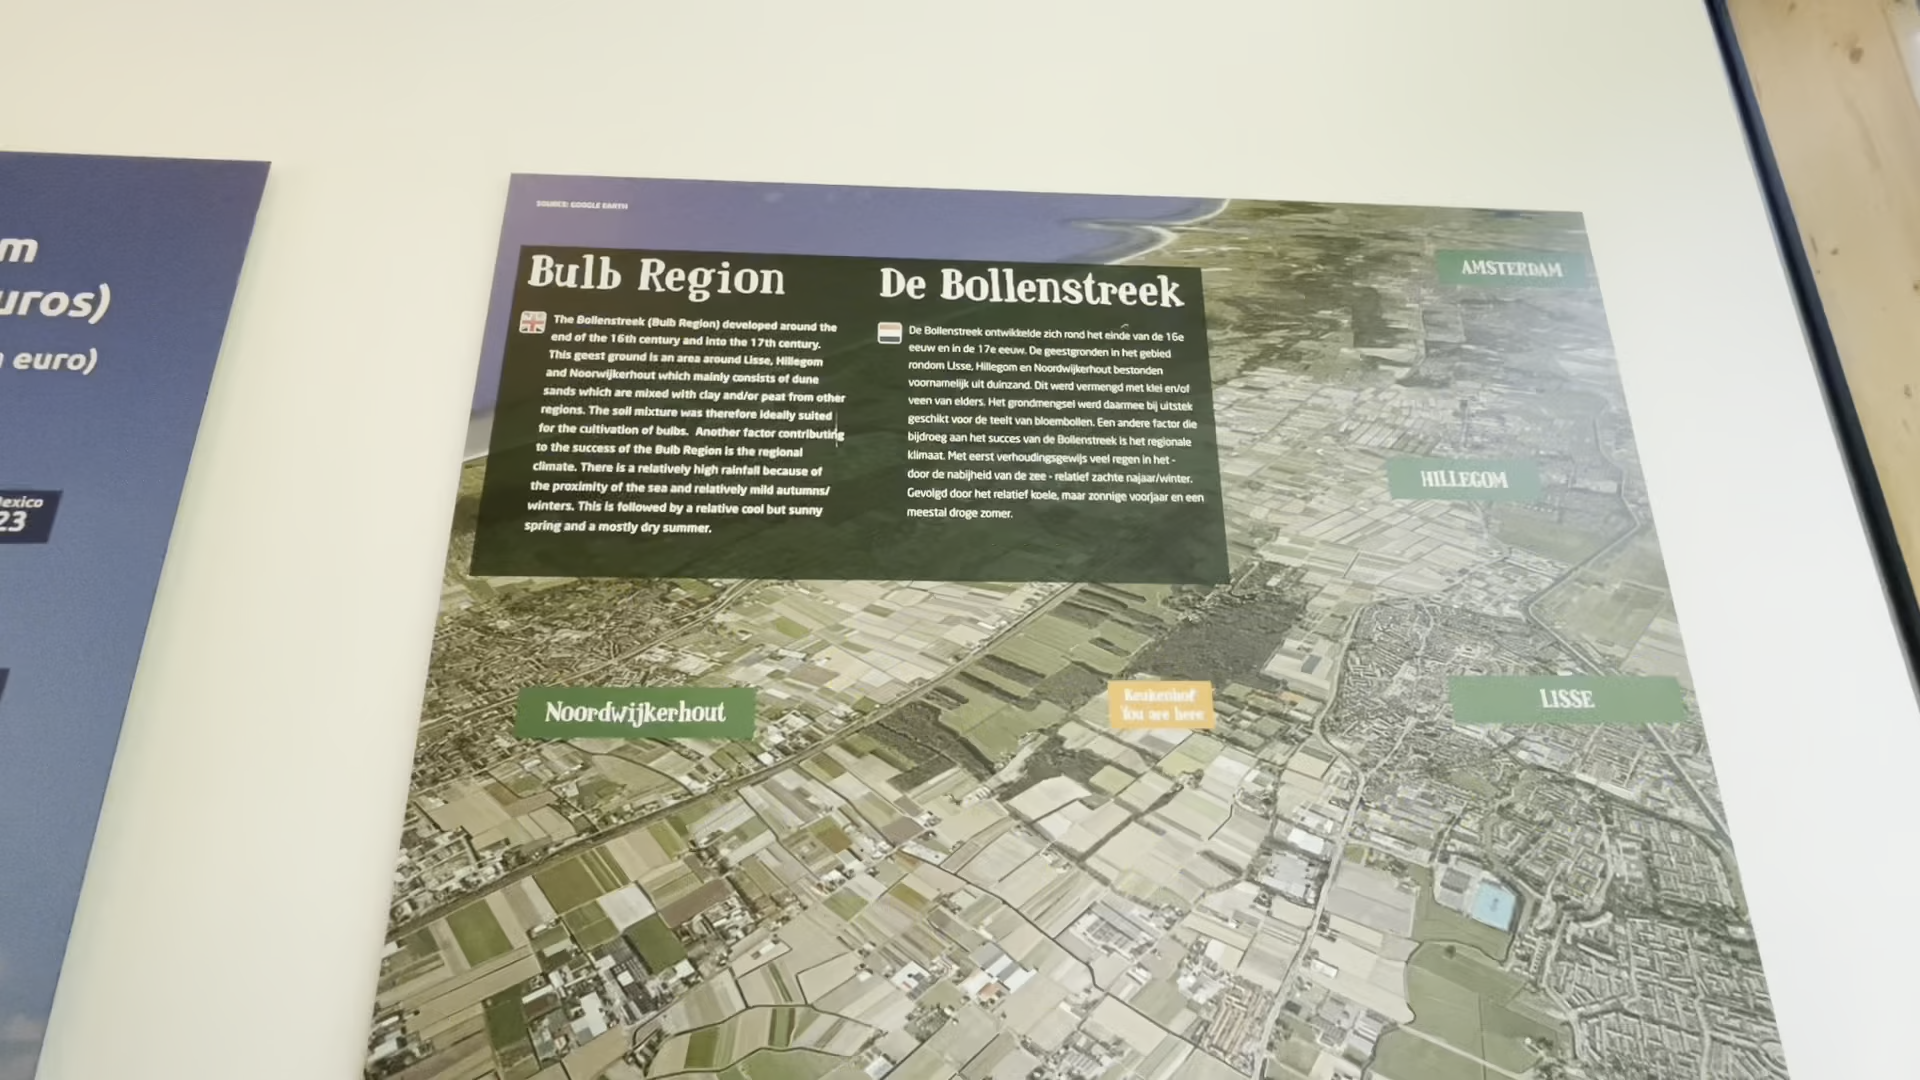 m
uros)
euro)
exico
23
SOURCE: GOOGLE EARTH
Bulb Region
The Bollenstreek (Bulb Region) developed around the
end of the 16th century and into the 17th century.
This geest ground is an area around Lisse, Hillegom
and Noorwijkerhout which mainly consists of dune
sands which are mixed with clay and/or peat from other
regions. The soil mixture was therefore ideally suited
for the cultivation of bulbs. Another factor contributing
to the success of the Bulb Region is the regional
climate. There is a relatively high rainfall because of
the proximity of the sea and relatively mild autumns/
winters. This is followed by a relative cool but sunny
spring and a mostly dry summer.
De Bollenstreek
De Bollenstreek ontwikkelde zich rond het einde van de 16e
eeuw en in de 17e eeuw. De geestgronden in het gebied
rondom Lisse, Hillegom en Noordwijkerhout bestonden
voornamelijk uit duinzand. Dit werd vermengd met klei en/of
veen van elders. Het grondmengsel werd daarmee bij uitstek
geschikt voor de teelt van bloembollen. Een andere factor die
bijdroeg aan het succes van de Bollenstreek is het regionale
klimaat. Met eerst verhoudingsgewijs veel regen in het -
door de nabijheid van de zee - relatief zachte najaar/winter.
Gevolgd door het relatief koele, maar zonnige voorjaar en een
meestal droge zomer.
AMSTERDAM
HILLEGOM
LISSE
Noordwijkerhout
Keukenhof
You are here